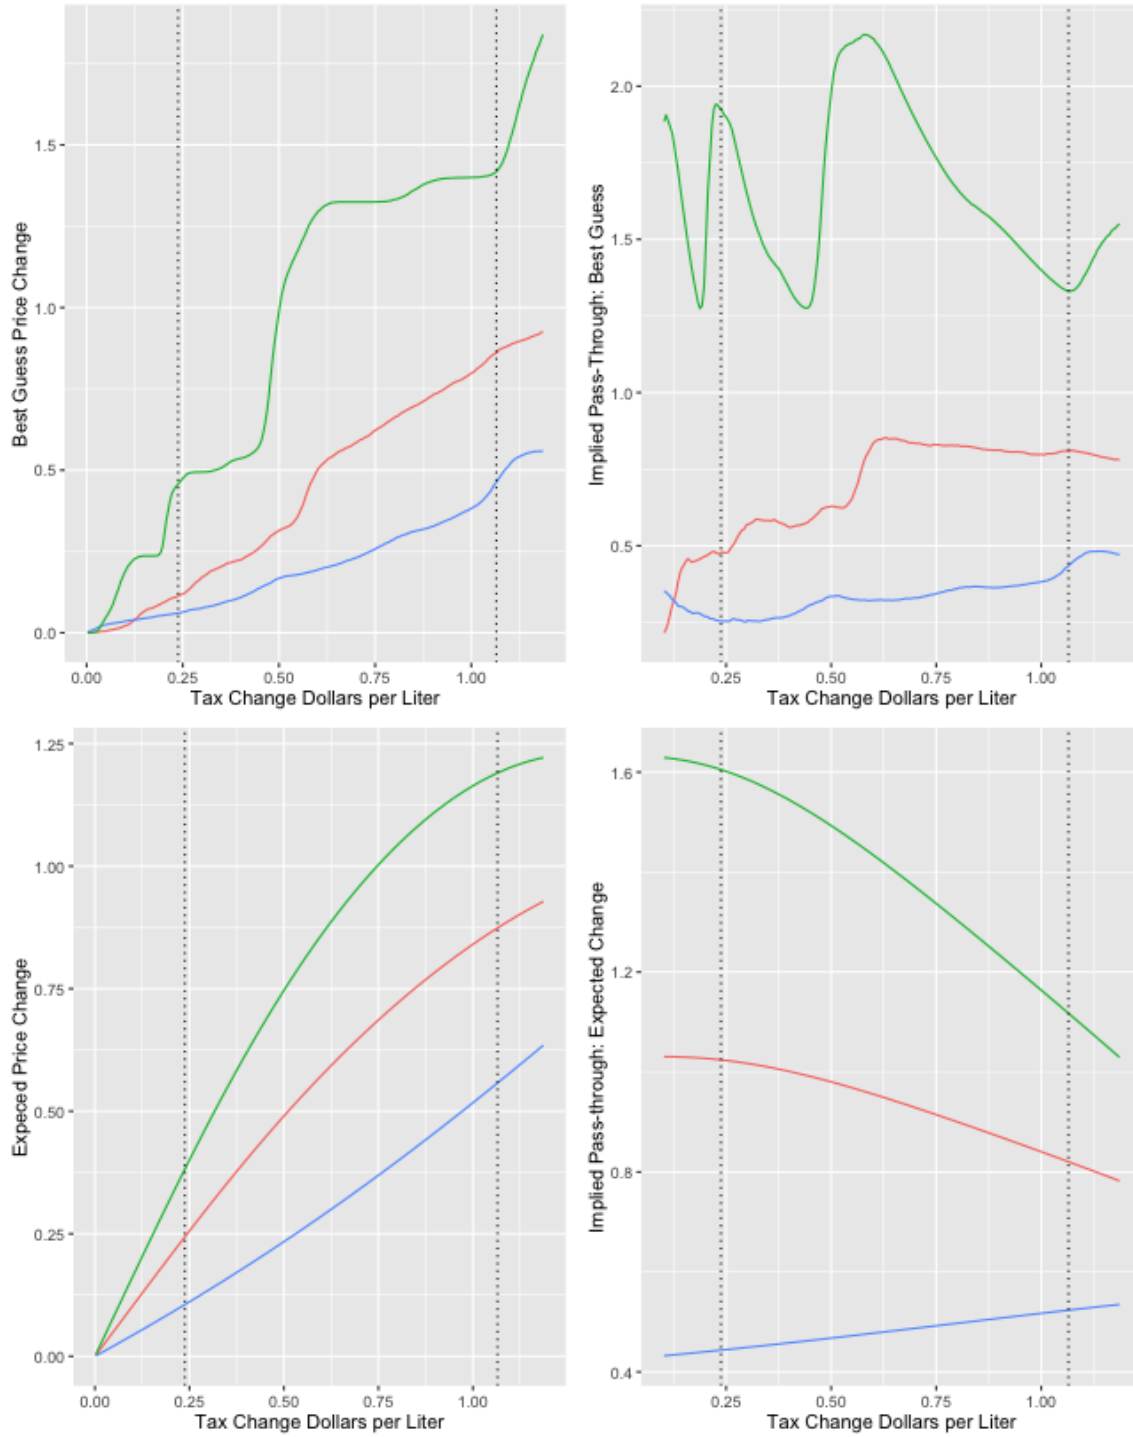 Best Guess Price Change
1.5
1.0
0.5
0.0
0.00 0.25 0.50 0.75 1.00
Tax Change Dollars per Liter
Implied Pass-Through: Best Guess
2.0
1.5
1.0
0.5
0.25 0.50 0.75 1.00
Tax Change Dollars per Liter
Expeced Price Change
1.25
1.00
0.75
0.50
0.25
0.00
0.00 0.25 0.50 0.75 1.00
Tax Change Dollars per Liter
Implied Pass-through: Expected Change
1.6
1.2
0.8
0.4
0.25 0.50 0.75 1.00
Tax Change Dollars per Liter